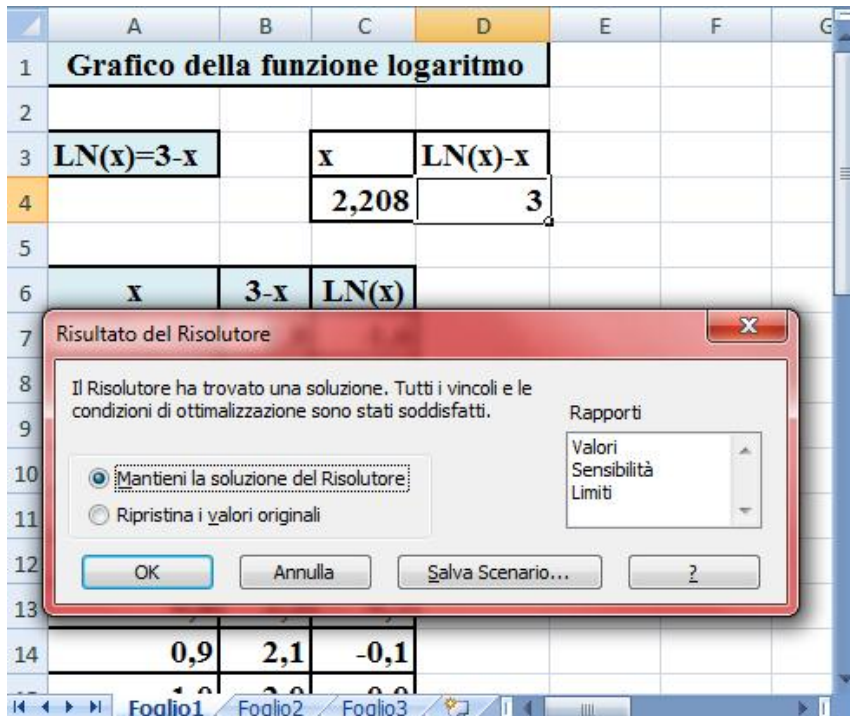 A B C D E F G
1 Grafico della funzione logaritmo
2
3 LN(x)=3-x x LN(x)-x
4 2,208 3
5
6 x 3-x LN(x)
7
Risultato del Risolutore
x
8
Il Risolutore ha trovato una soluzione. Tutti i vincoli e le
condizioni di ottimalizzazione sono stati soddisfatti.
Rapporti
9
Valori
Sensibilità
Limiti
10
Mantieni la soluzione del Risolutore
11
Ripristina i valori originali
12
OK Annulla Salva Scenario... ?
13
14 0,9 2,1 -0,1
Foglio1 Foglio2 Foglio3